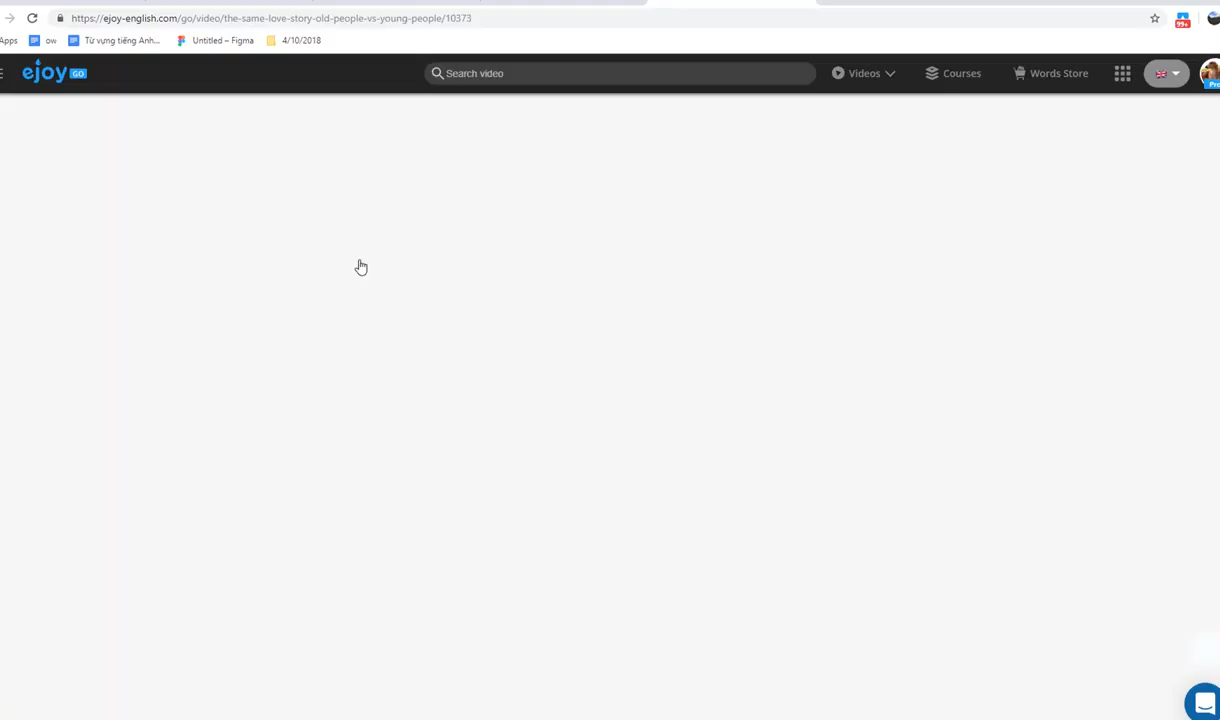 https://ejoy-english.com/go/video/the-same-love-story-old-people-vs-young-people/10373
99+
Apps
ow
Từ vựng tiếng Anh...
Untitled – Figma
4/10/2018
ejoy GO
Search video
Videos
Courses
Words Store
Pro